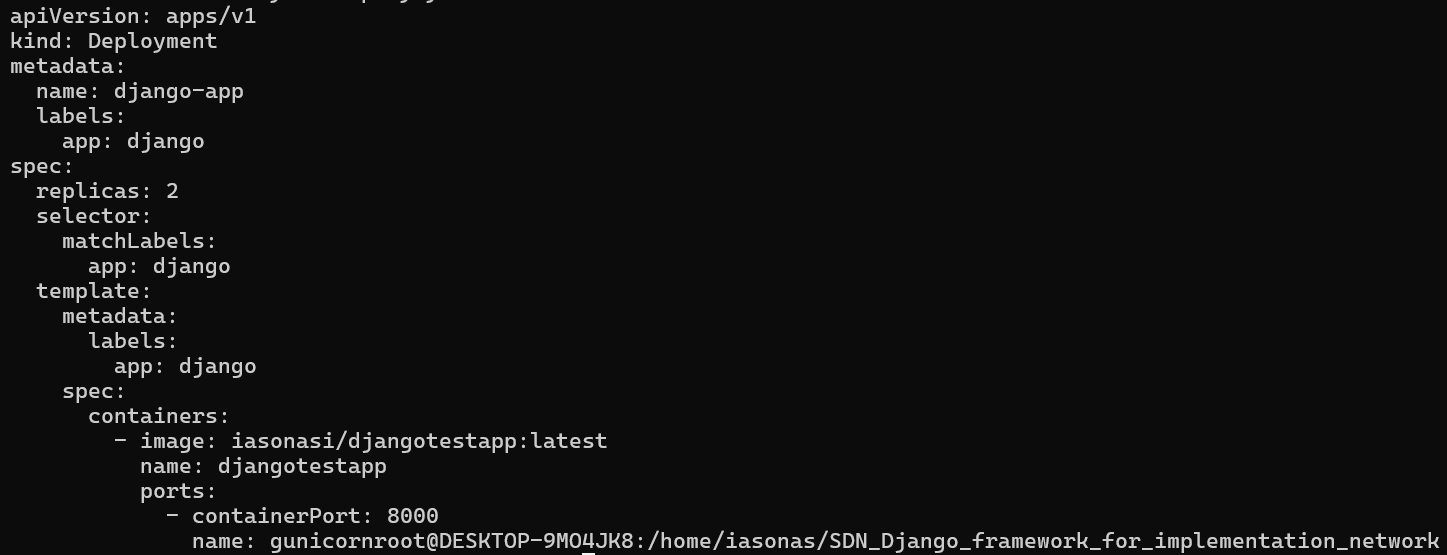 apiVersion: apps/v1
kind: Deployment
metadata:
  name: django-app
  labels:
    app: django
spec:
  replicas: 2
  selector:
    matchLabels:
      app: django
  template:
    metadata:
      labels:
        app: django
    spec:
      containers:
        - image: iasonasi/djangotestapp:latest
          name: djangotestapp
          ports:
            - containerPort: 8000
              name: gunicornroot@DESKTOP-9MO4JK8:/home/iasonas/SDN_Django_framework_for_implementation_network